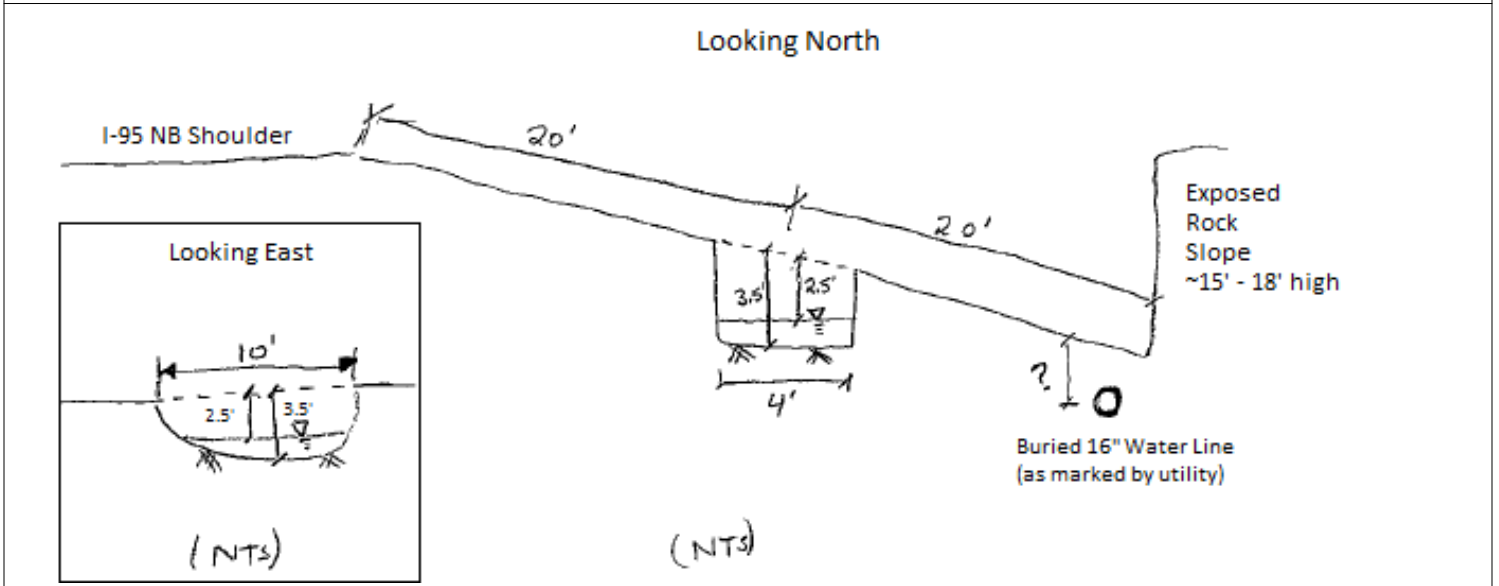 Looking North
I-95 NB Shoulder
20'
20'
Exposed
Rock
Slope
~15' - 18' high
3.5'
2.5'
4'
?
Buried 16" Water Line
(as marked by utility)
(NTS)
Looking East
10'
2.5'
3.5'
(NTS)